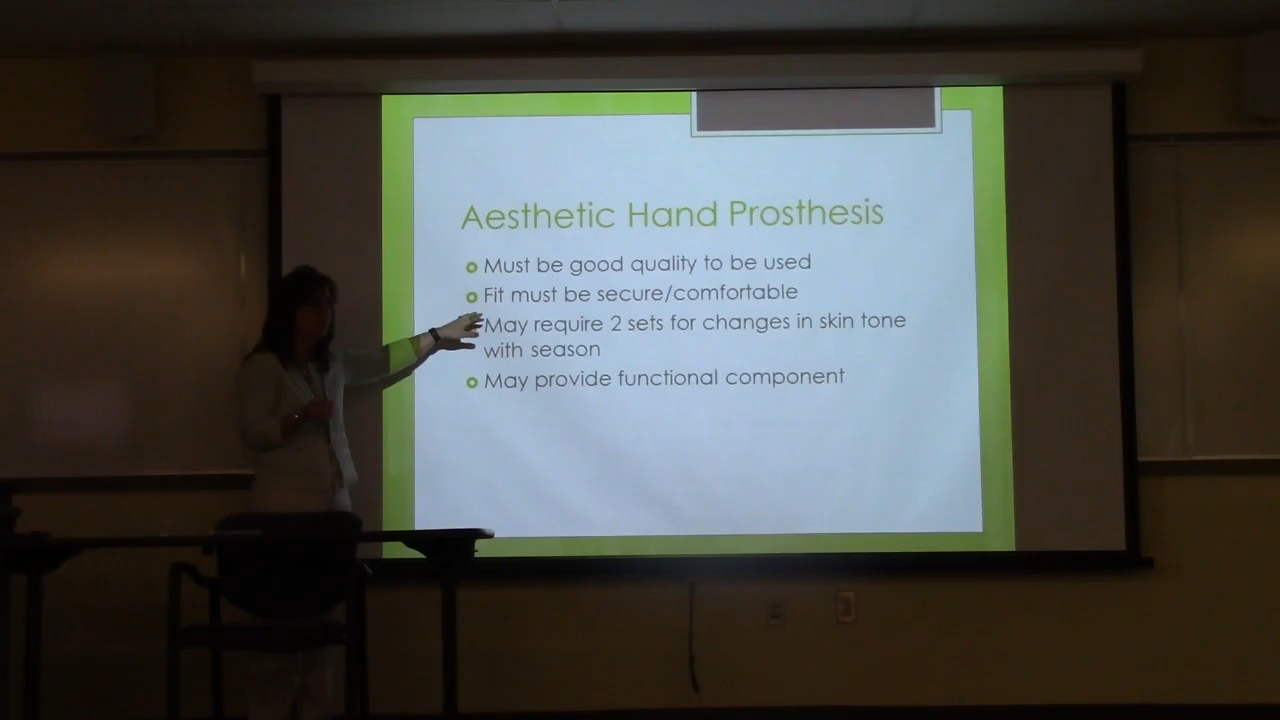 Aesthetic Hand Prosthesis
Must be good quality to be used
Fit must be secure/comfortable
May require 2 sets for changes in skin tone
with season
May provide functional component